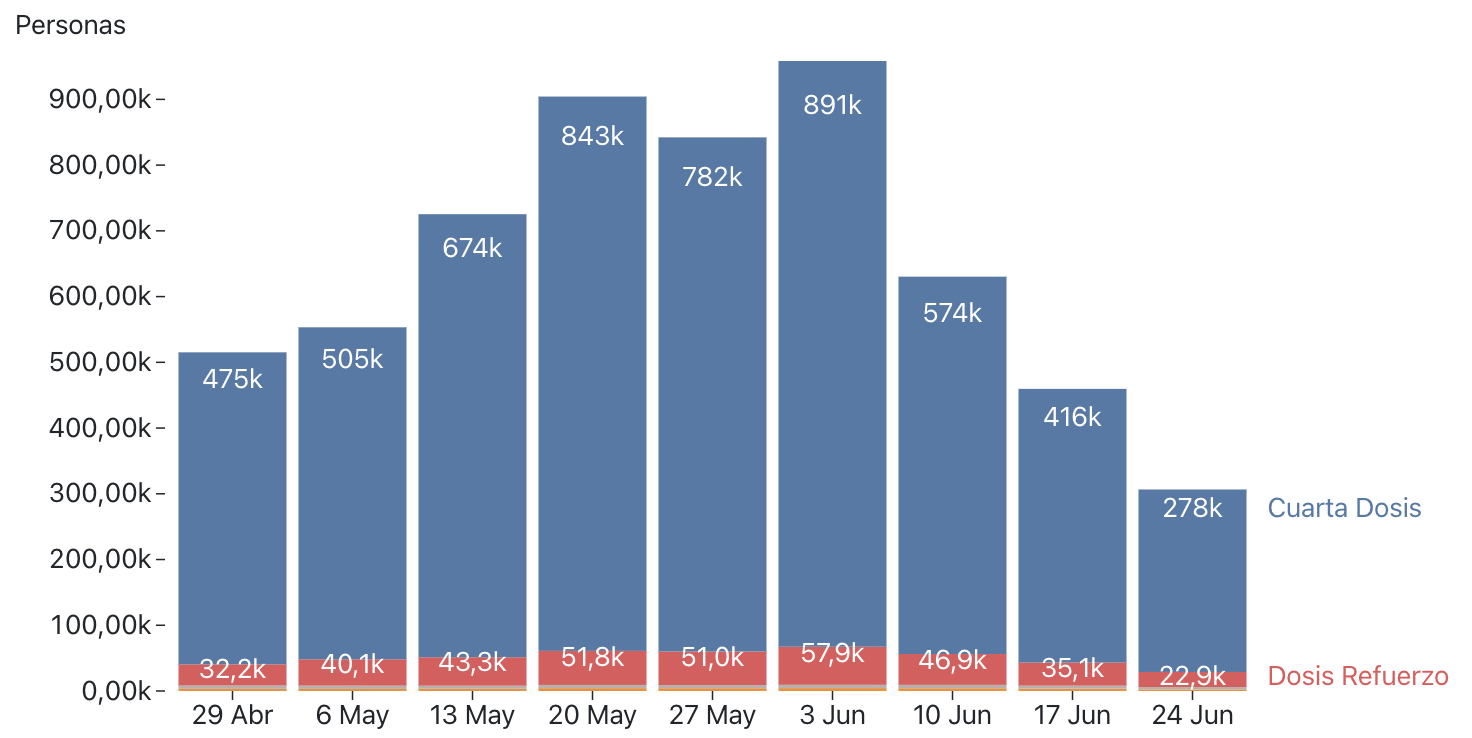 Personas
900,00k
800,00k
700,00k
600,00k
500,00k
400,00k
300,00k
200,00k
100,00k
0,00k
475k
505k
674k
843k
782k
891k
574k
416k
278k
Cuarta Dosis
32,2k
40,1k
43,3k
51,8k
51,0k
57,9k
46,9k
35,1k
22,9k
Dosis Refuerzo
29 Abr
6 May
13 May
20 May
27 May
3 Jun
10 Jun
17 Jun
24 Jun